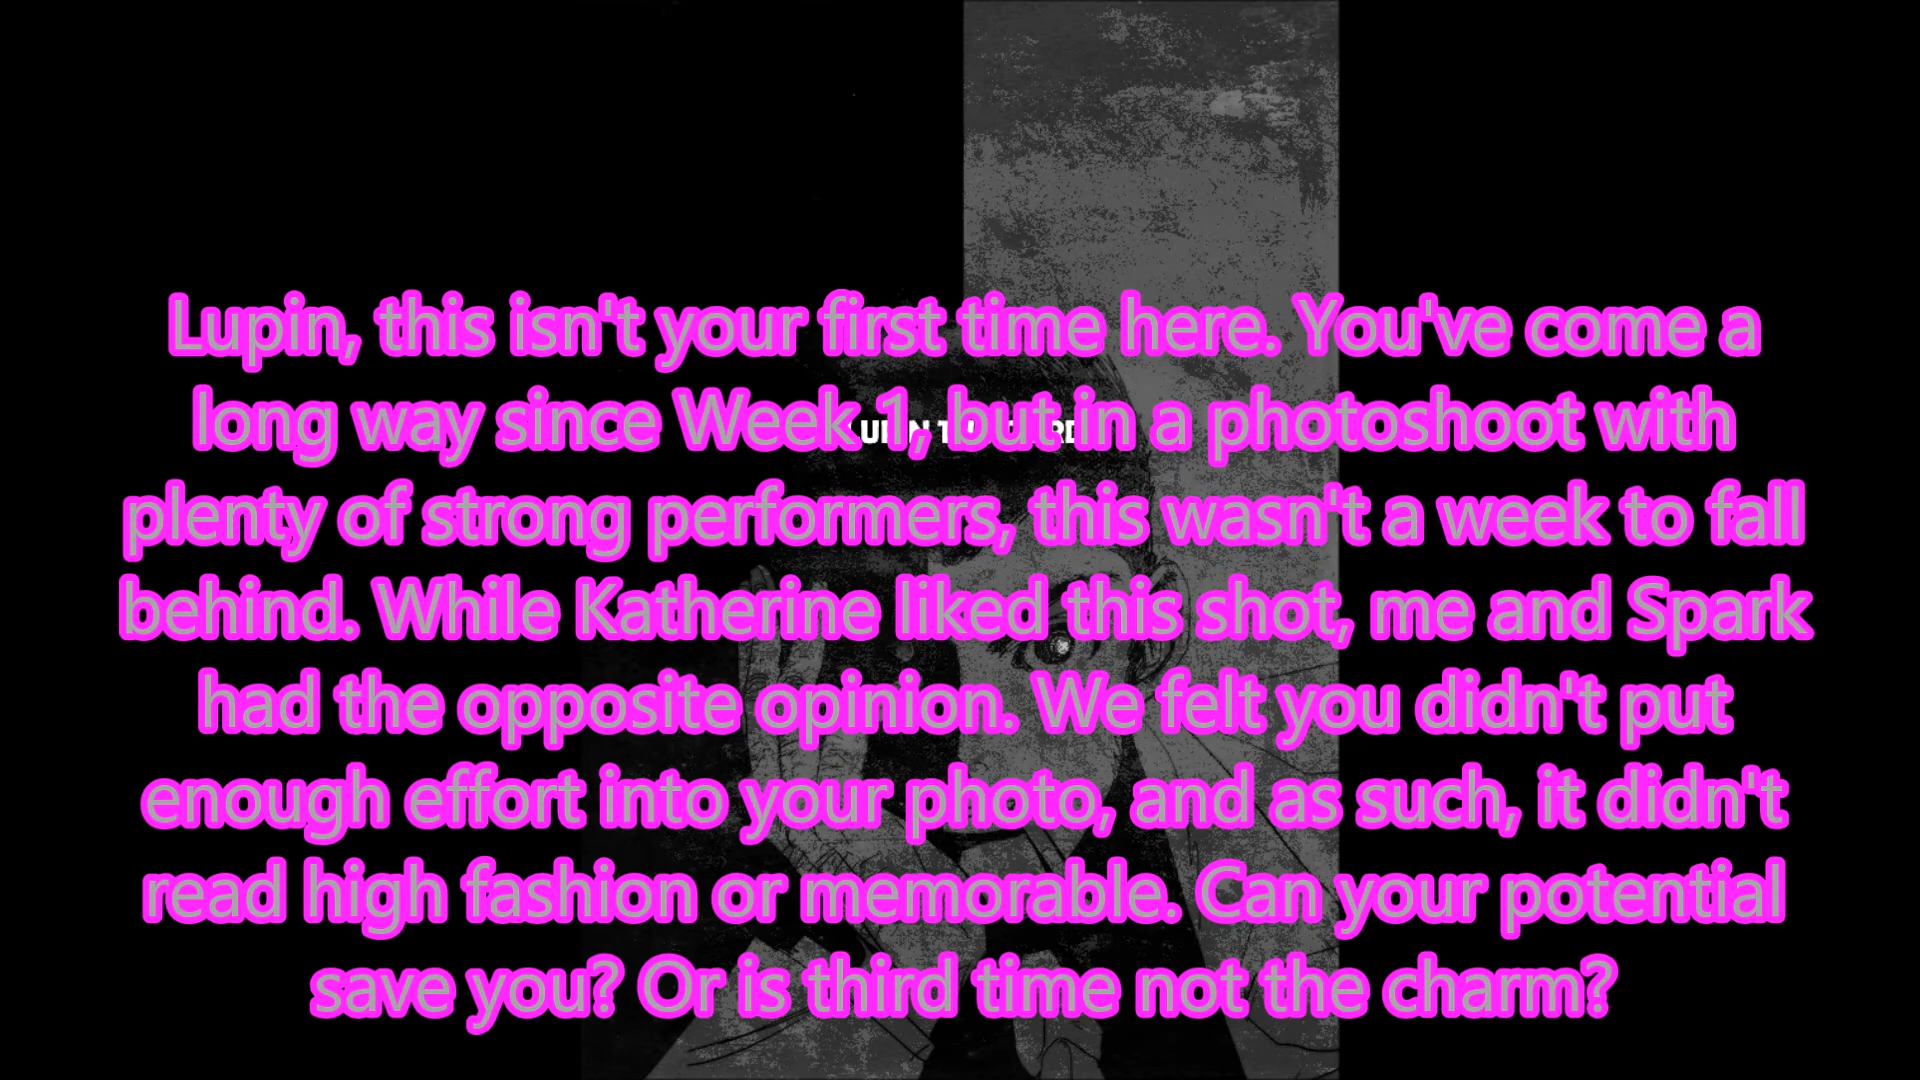 Lupin, this isn't your first time here. You've come a
long way since Week 1, but in a photoshoot with
plenty of strong performers, this wasn't a week to fall
behind. While Katherine liked this shot, me and Spark
had the opposite opinion. We felt you didn't put
enough effort into your photo, and as such, it didn't
read high fashion or memorable. Can your potential
save you? Or is third time not the charm?